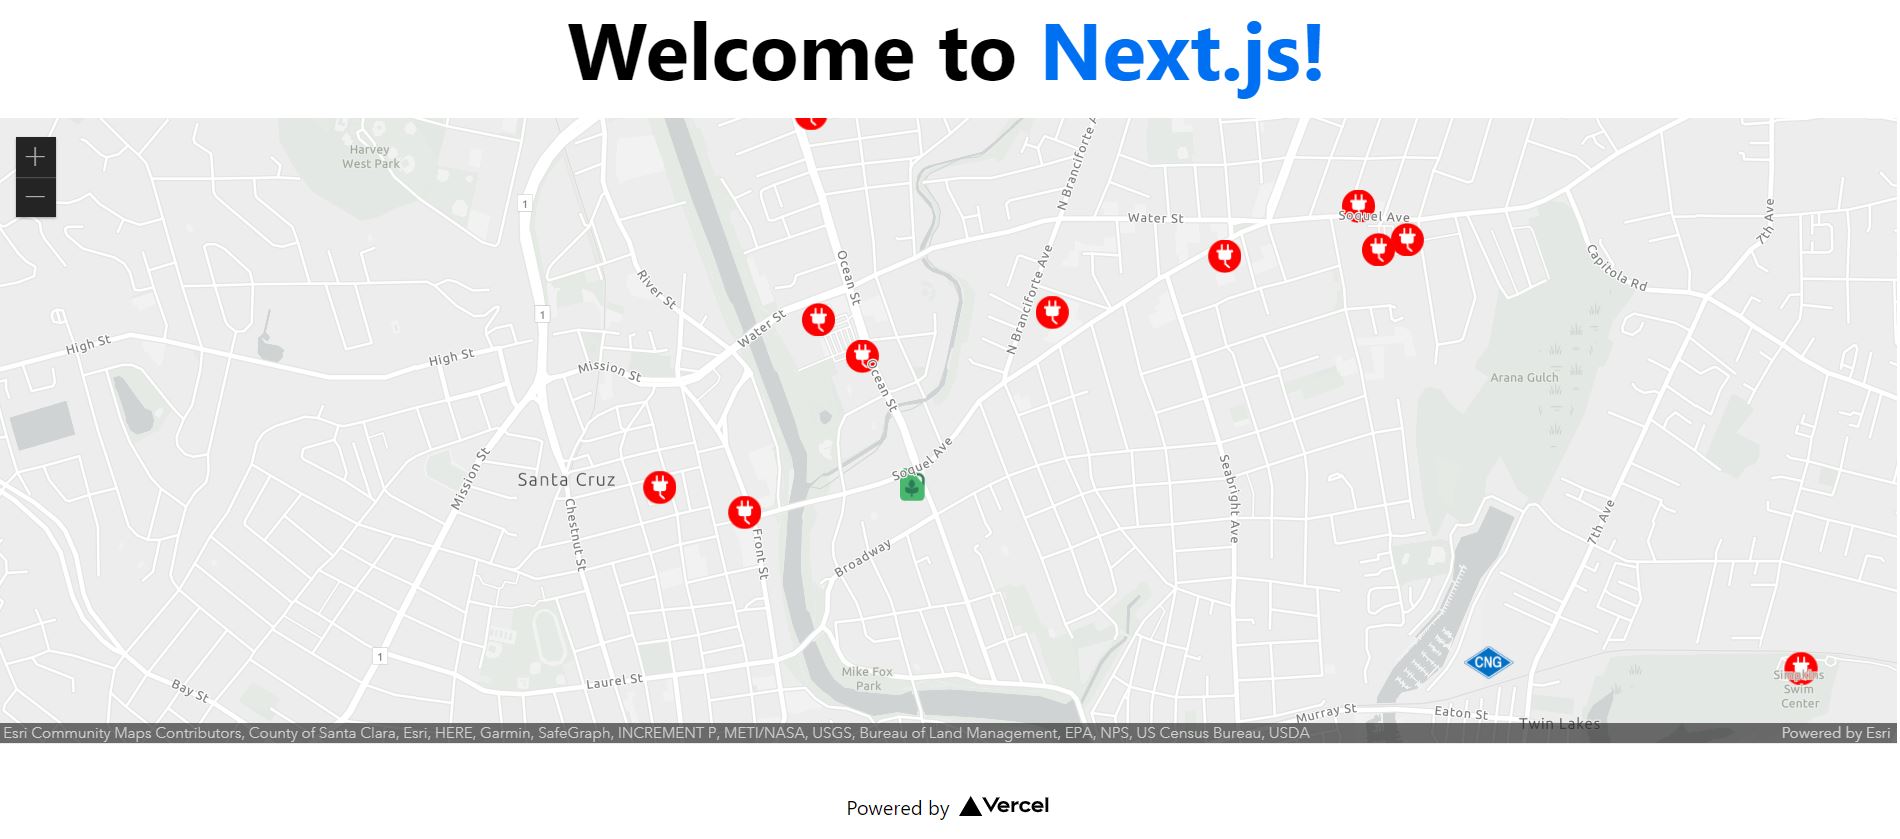 Welcome to Next.js!
Harvey
West Park
+
−
1
N Branciforte A
Water St
Soquel Ave
7th Ave
Ocean St
River St
N Branciforte Ave
Capitola Rd
1
Water St
High St
High St
Mission St
Ocean St
Arana Gulch
Soquel Ave
Mission St
Santa Cruz
Seabright Ave
Chestnut St
Front St
Broadway
7th Ave
1
CNG
Mike Fox
Park
Simpkins
Swim
Center
Laurel St
Bay St
Murray St
Eaton St
Twin Lakes
Esri Community Maps Contributors, County of Santa Clara, Esri, HERE, Garmin, SafeGraph, INCREMENT P, METI/NASA, USGS, Bureau of Land Management, EPA, NPS, US Census Bureau, USDA
Powered by Esri
Powered by Vercel